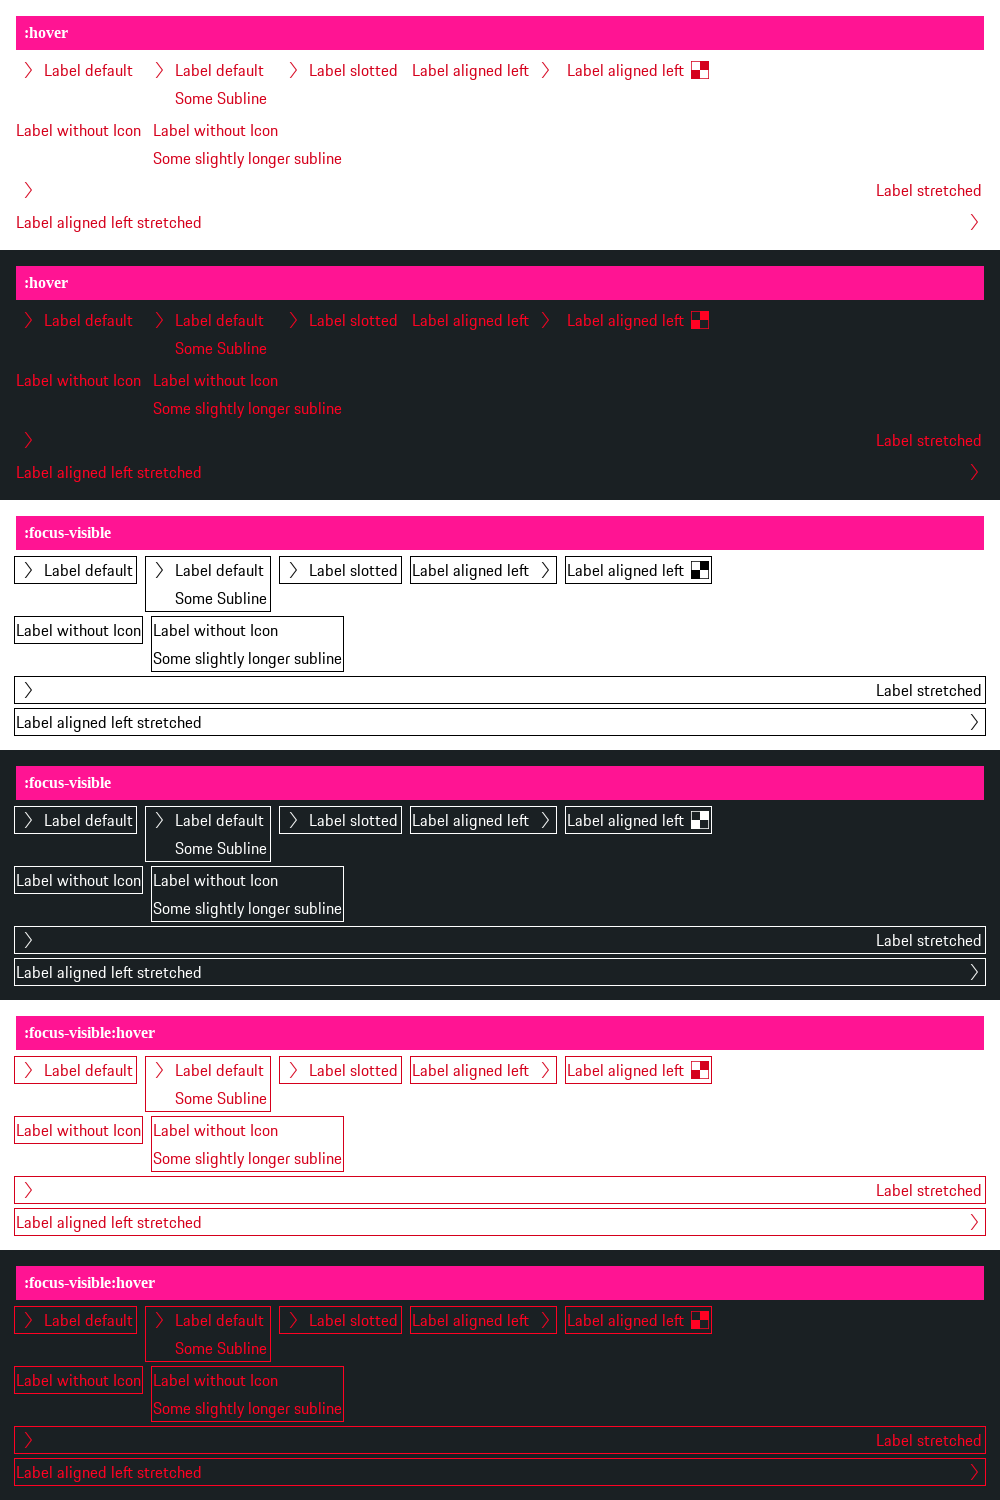 :hover
Label default Label default Label slotted Label aligned left Label aligned left
Some Subline
Label without Icon Label without Icon
Some slightly longer subline
Label stretched
Label aligned left stretched
:hover
Label default Label default Label slotted Label aligned left Label aligned left
Some Subline
Label without Icon Label without Icon
Some slightly longer subline
Label stretched
Label aligned left stretched
:focus-visible
Label default Label default Label slotted Label aligned left Label aligned left
Some Subline
Label without Icon Label without Icon
Some slightly longer subline
Label stretched
Label aligned left stretched
:focus-visible
Label default Label default Label slotted Label aligned left Label aligned left
Some Subline
Label without Icon Label without Icon
Some slightly longer subline
Label stretched
Label aligned left stretched
:focus-visible:hover
Label default Label default Label slotted Label aligned left Label aligned left
Some Subline
Label without Icon Label without Icon
Some slightly longer subline
Label stretched
Label aligned left stretched
:focus-visible:hover
Label default Label default Label slotted Label aligned left Label aligned left
Some Subline
Label without Icon Label without Icon
Some slightly longer subline
Label stretched
Label aligned left stretched